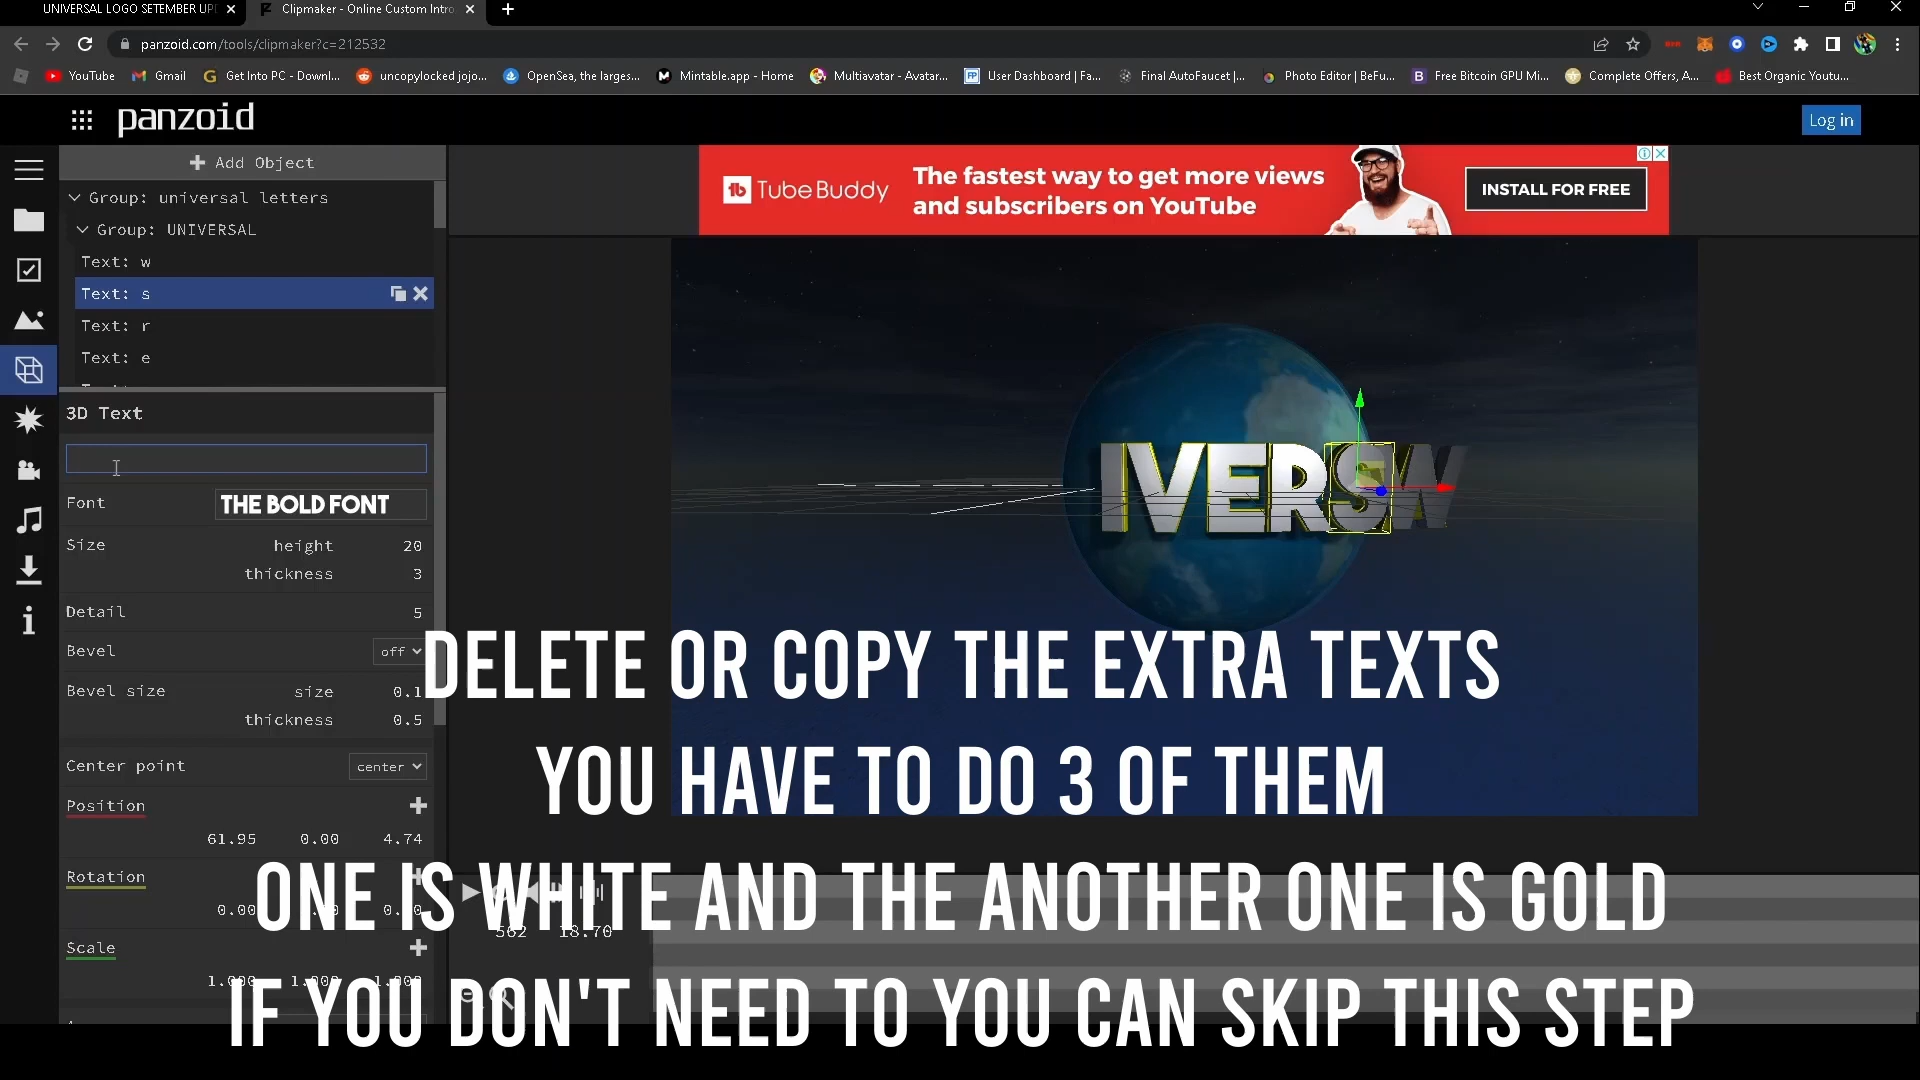 UNIVERSAL LOGO SETEMBER UPD
Clipmaker - Online Custom Intro
panzoid.com/tools/clipmaker?c=212532
YouTube
Gmail
Get Into PC - Downl...
uncopylocked jojo...
OpenSea, the larges...
Mintable.app - Home
Multiavatar - Avatar...
User Dashboard | Fa...
Final AutoFaucet |...
Photo Editor | BeFu...
Free Bitcoin GPU Mi...
Complete Offers, A...
Best Organic Youtu...
panzoid
Log in
Add Object
Group: universal letters
Group: UNIVERSAL
Text: w
Text: s
Text: r
Text: e
TubeBuddy
The fastest way to get more views
and subscribers on YouTube
INSTALL FOR FREE
3D Text
Font THE BOLD FONT
Size height 20
thickness 3
Detail 5
Bevel off
Bevel size size 0.1
thickness 0.5
Center point center
Position
61.95 0.00 4.74
Rotation
Scale
IVERSW
562 18.70
DELETE OR COPY THE EXTRA TEXTS
YOU HAVE TO DO 3 OF THEM
ONE IS WHITE AND THE ANOTHER ONE IS GOLD
IF YOU DON'T NEED TO YOU CAN SKIP THIS STEP